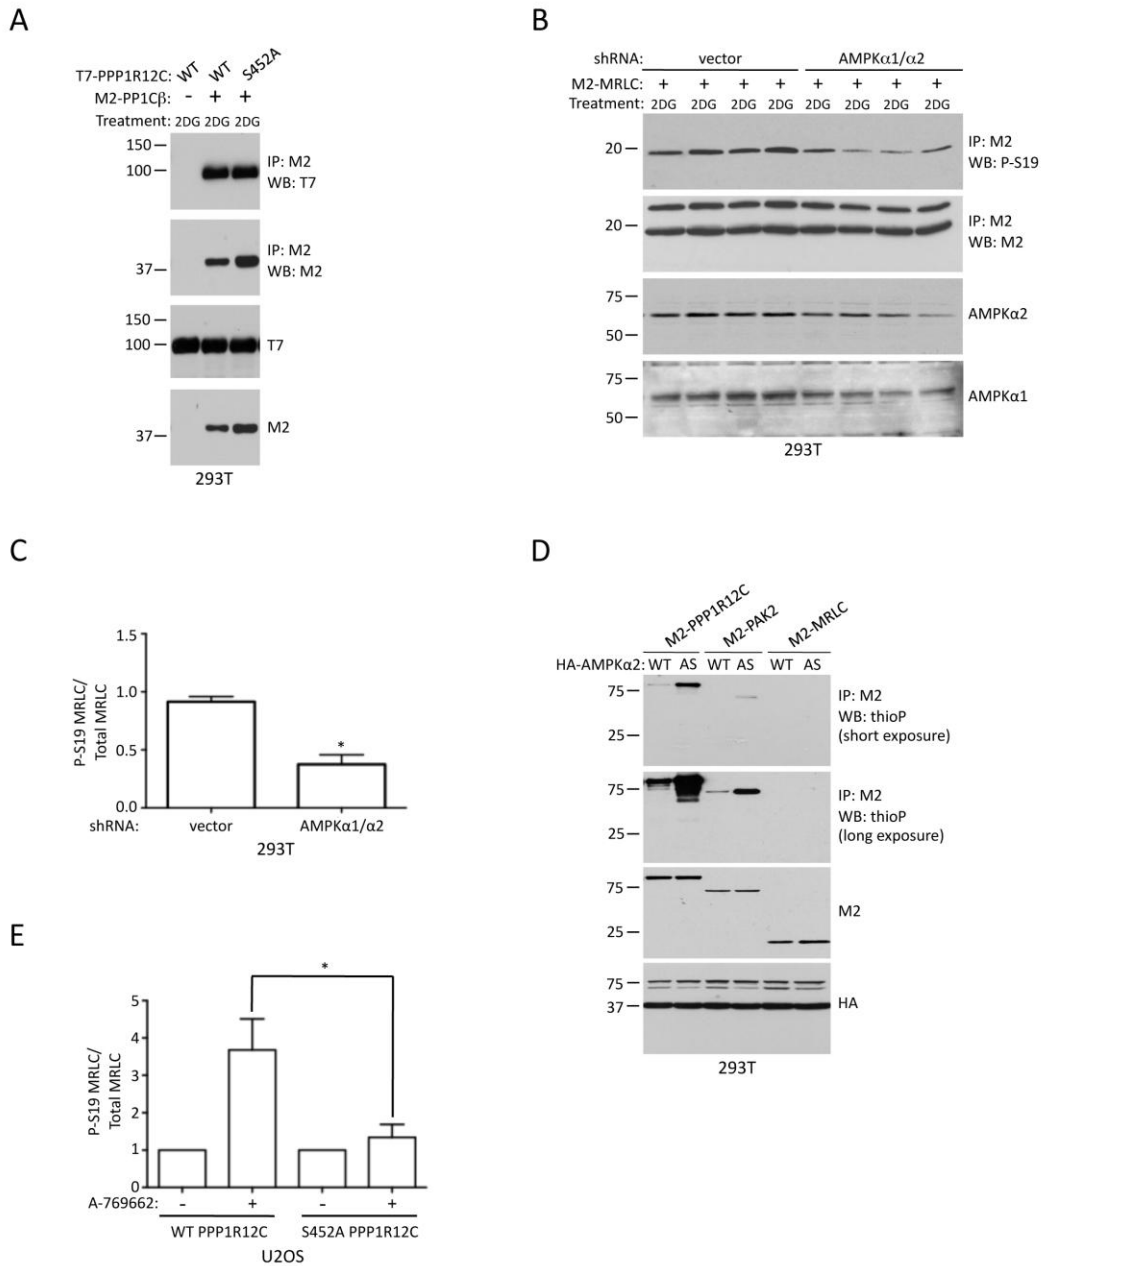 A
T7-PPP1R12C: WT WT S452A
M2-PP1Cβ: - + +
Treatment: 2DG 2DG 2DG
150
100
IP: M2
WB: T7
37
IP: M2
WB: M2
150
100
T7
37
M2
293T
B
shRNA: vector AMPKα1/α2
M2-MRLC: + + + + + + + +
Treatment: 2DG 2DG 2DG 2DG 2DG 2DG 2DG 2DG
20
IP: M2
WB: P-S19
20
IP: M2
WB: M2
75
50
AMPKα2
75
50
AMPKα1
293T
C
P-S19 MRLC/
Total MRLC
1.5
1.0
0.5
0.0
*
shRNA: vector AMPKα1/α2
293T
D
M2-PPP1R12C M2-PAK2 M2-MRLC
HA-AMPKα2: WT AS WT AS WT AS
75
25
IP: M2
WB: thioP
(short exposure)
75
25
IP: M2
WB: thioP
(long exposure)
75
25
M2
75
37
HA
293T
E
P-S19 MRLC/
Total MRLC
5
4
3
2
1
0
*
A-769662: - + - +
WT PPP1R12C S452A PPP1R12C
U2OS